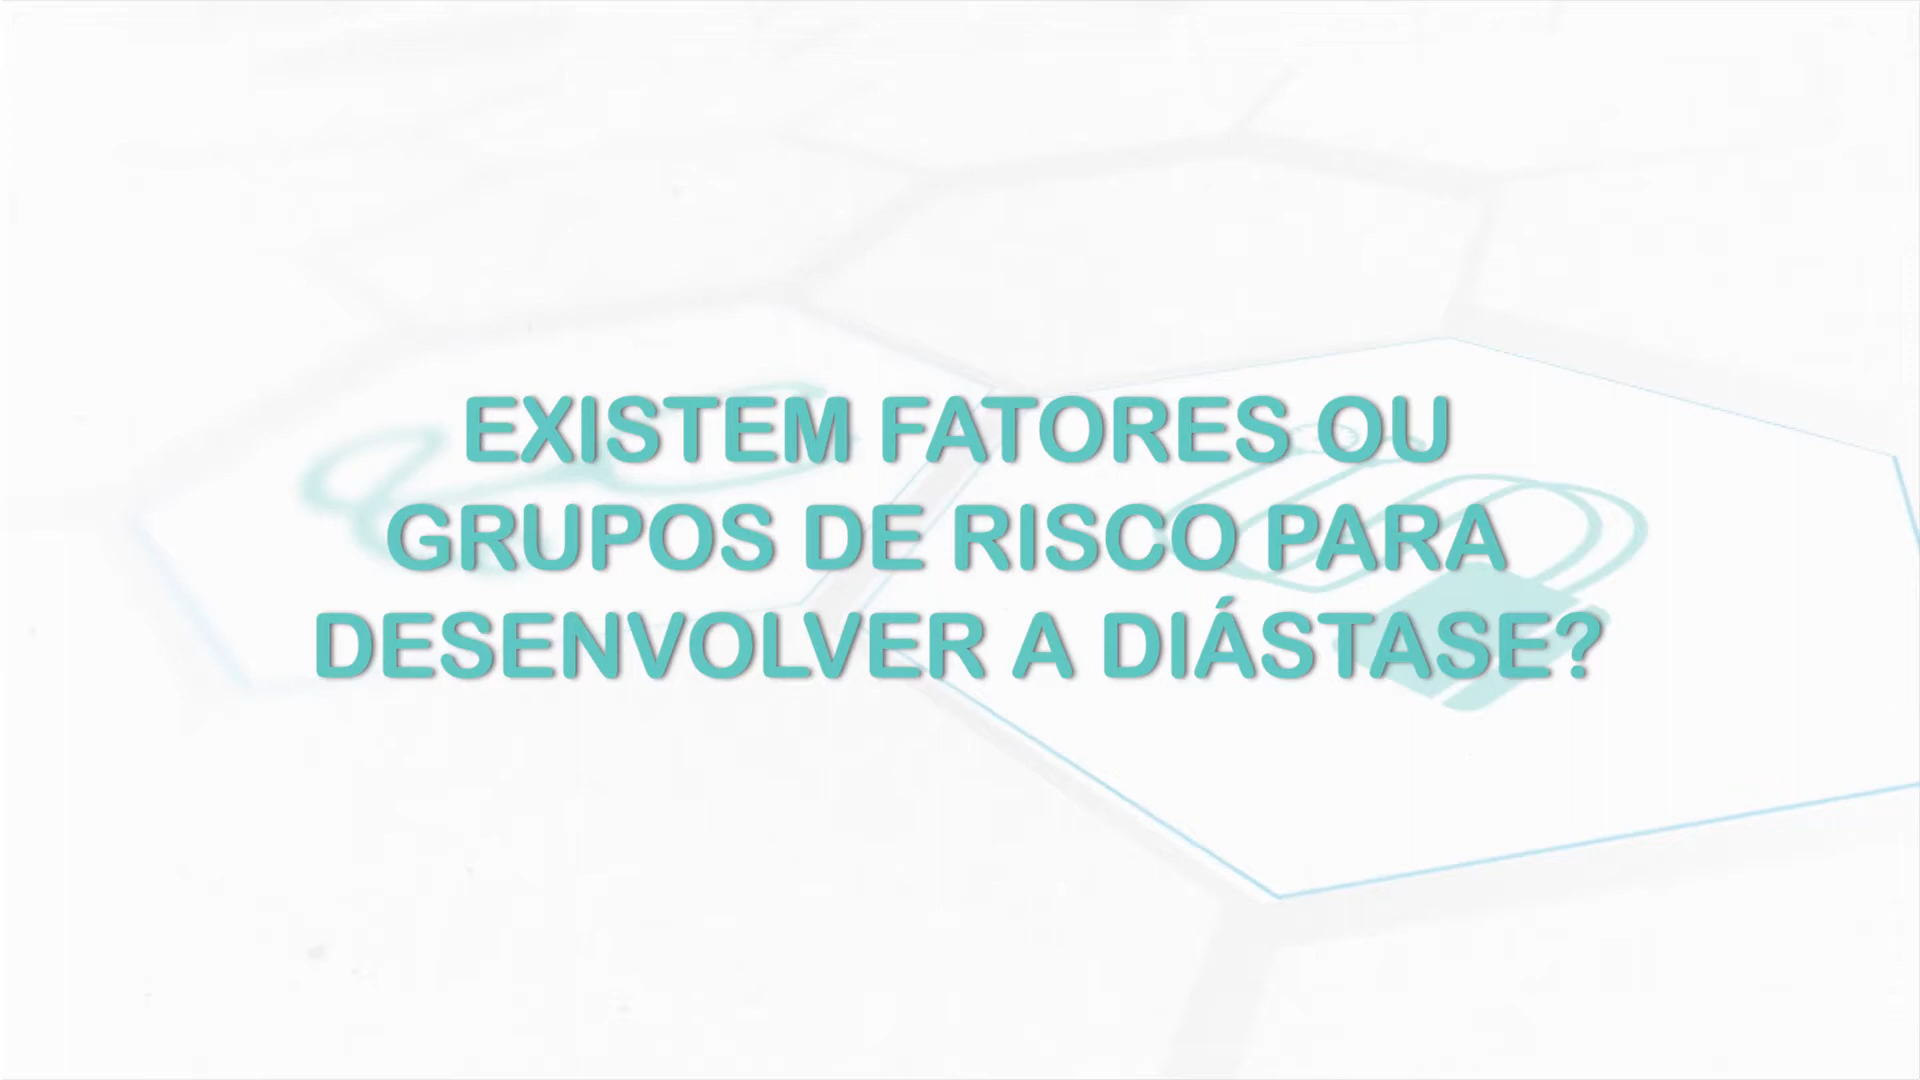 EXISTEM FATORES OU
GRUPOS DE RISCO PARA
DESENVOLVER A DIÁSTASE?